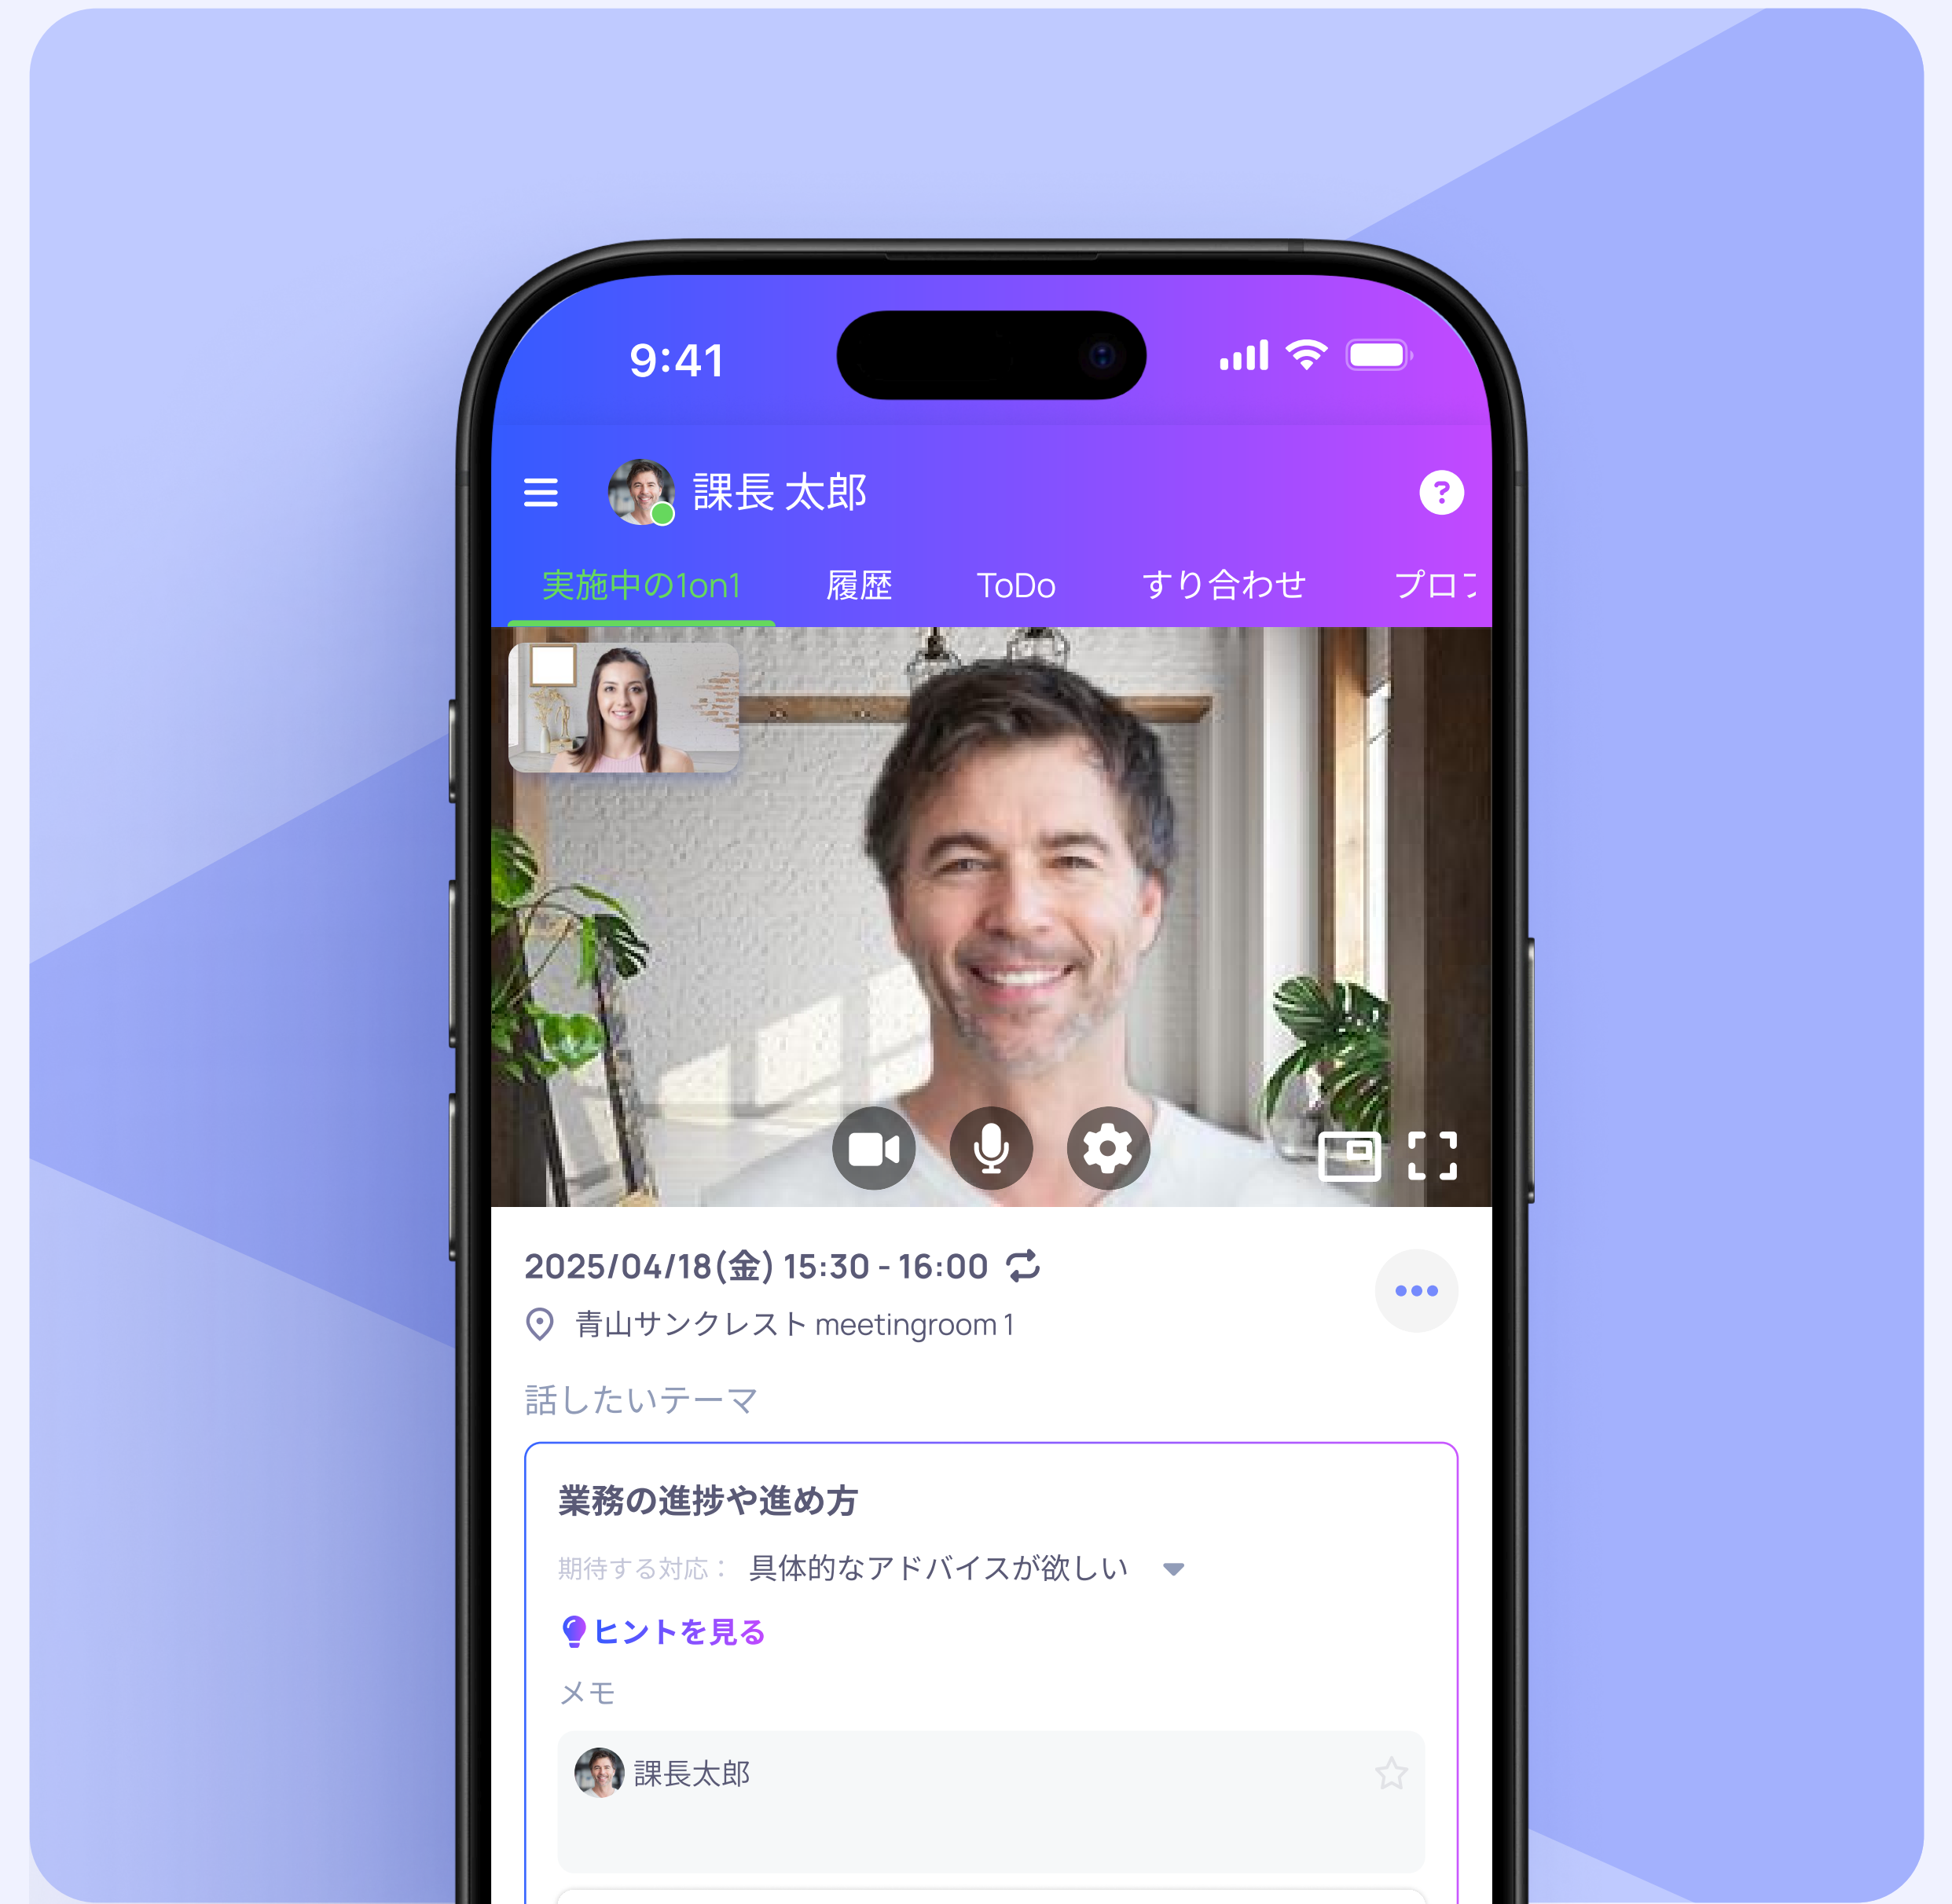 9:41
課長 太郎
?
実施中の1on1 履歴 ToDo すり合わせ プロフ
2025/04/18(金) 15:30 - 16:00
青山サンクレスト meetingroom 1
話したいテーマ
業務の進捗や進め方
期待する対応： 具体的なアドバイスが欲しい
ヒントを見る
メモ
課長太郎